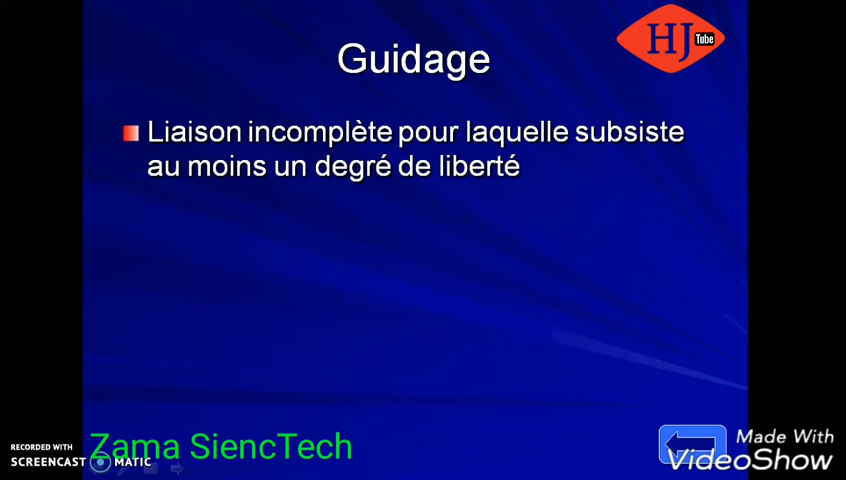 HJ Tube
Guidage
Liaison incomplète pour laquelle subsiste
au moins un degré de liberté
Zama SiencTech
RECORDED WITH
SCREENCAST MATIC
Made With
VideoShow